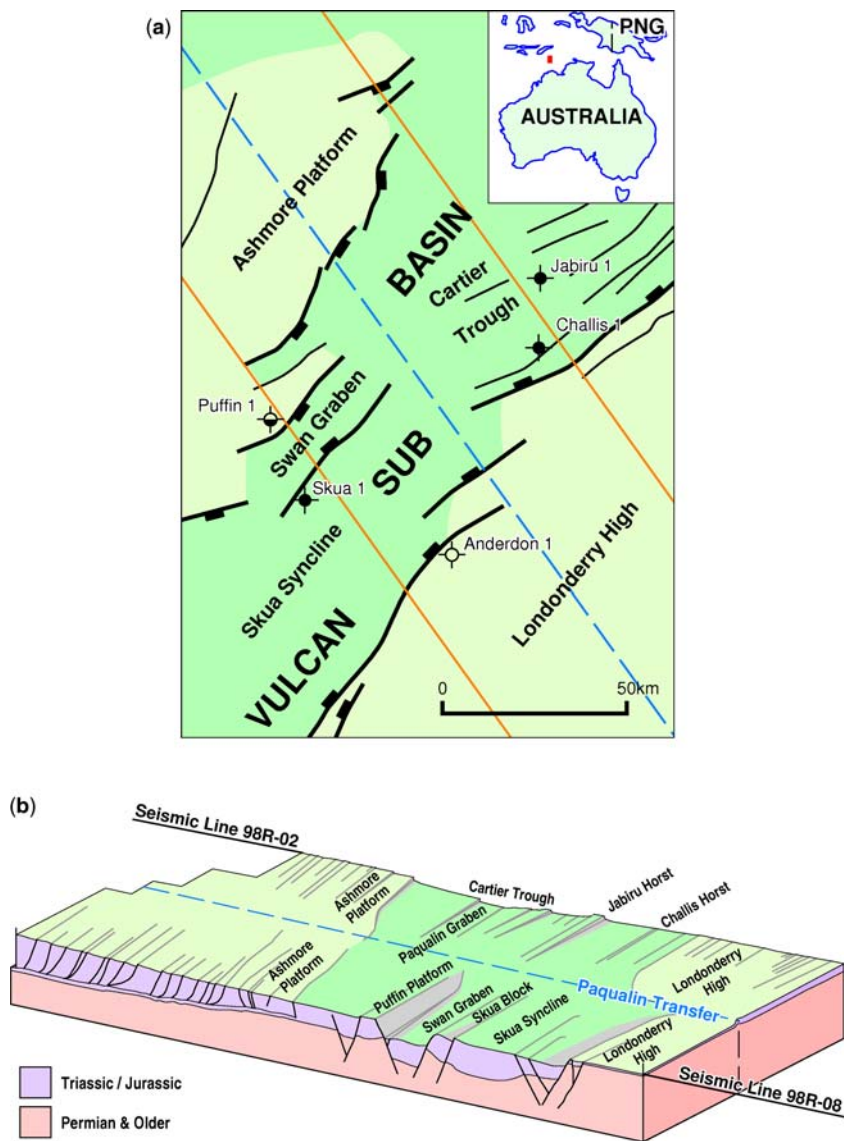 (a)
PNG
AUSTRALIA
Ashmore Platform
BASIN
Cartier
Trough
Jabiru 1
Challis 1
Puffin 1
Swan Graben
SUB
Skua 1
Anderdon 1
Skua Syncline
Londonderry High
VULCAN
0 50km
(b)
Seismic Line 98R-02
Ashmore
Platform
Cartier Trough
Jabiru Horst
Challis Horst
Paqualin Graben
Ashmore
Platform
Puffin Platform
Londonderry
High
Paqualin Transfer
Swan Graben
Skua Block
Skua Syncline
Londonderry
High
Seismic Line 98R-08
Triassic / Jurassic
Permian & Older